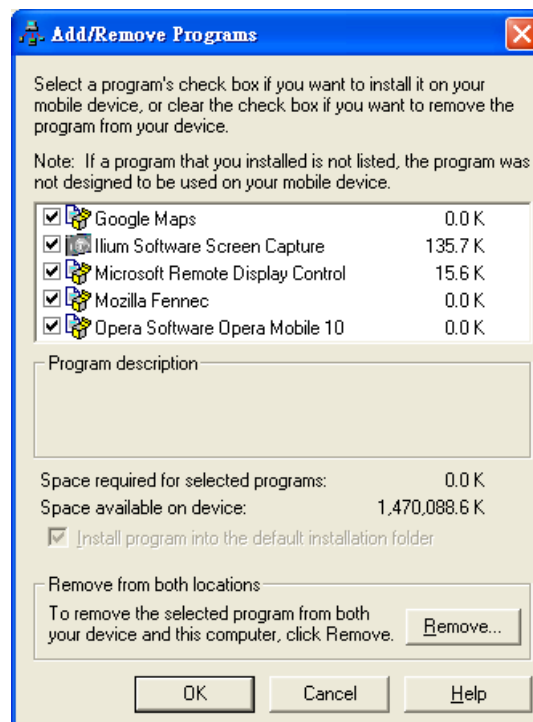 Add/Remove Programs
Select a program's check box if you want to install it on your
mobile device, or clear the check box if you want to remove the
program from your device.
Note: If a program that you installed is not listed, the program was
not designed to be used on your mobile device.
Google Maps 0.0 K
Ilium Software Screen Capture 135.7 K
Microsoft Remote Display Control 15.6 K
Mozilla Fennec 0.0 K
Opera Software Opera Mobile 10 0.0 K
Program description
Space required for selected programs: 0.0 K
Space available on device: 1,470,088.6 K
Install program into the default installation folder
Remove from both locations
To remove the selected program from both
your device and this computer, click Remove.
Remove...
OK Cancel Help